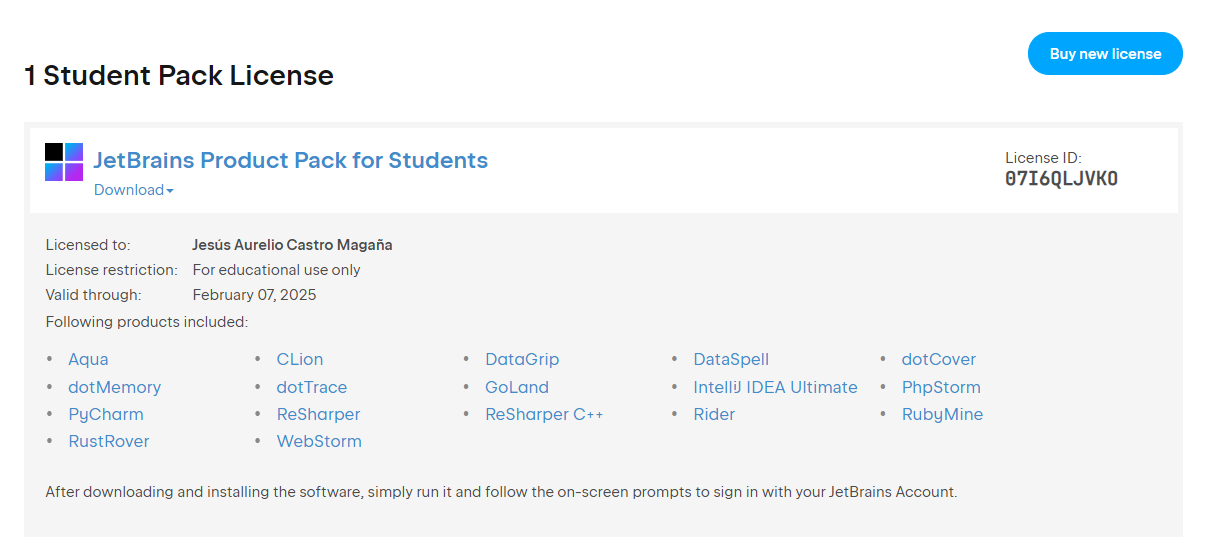 Buy new license
1 Student Pack License
JetBrains Product Pack for Students
Download
License ID:
07I6QLJVKO
Licensed to: Jesús Aurelio Castro Magaña
License restriction: For educational use only
Valid through: February 07, 2025
Following products included:
• Aqua • CLion • DataGrip • DataSpell • dotCover
• dotMemory • dotTrace • GoLand • IntelliJ IDEA Ultimate • PhpStorm
• PyCharm • ReSharper • ReSharper C++ • Rider • RubyMine
• RustRover • WebStorm
After downloading and installing the software, simply run it and follow the on-screen prompts to sign in with your JetBrains Account.